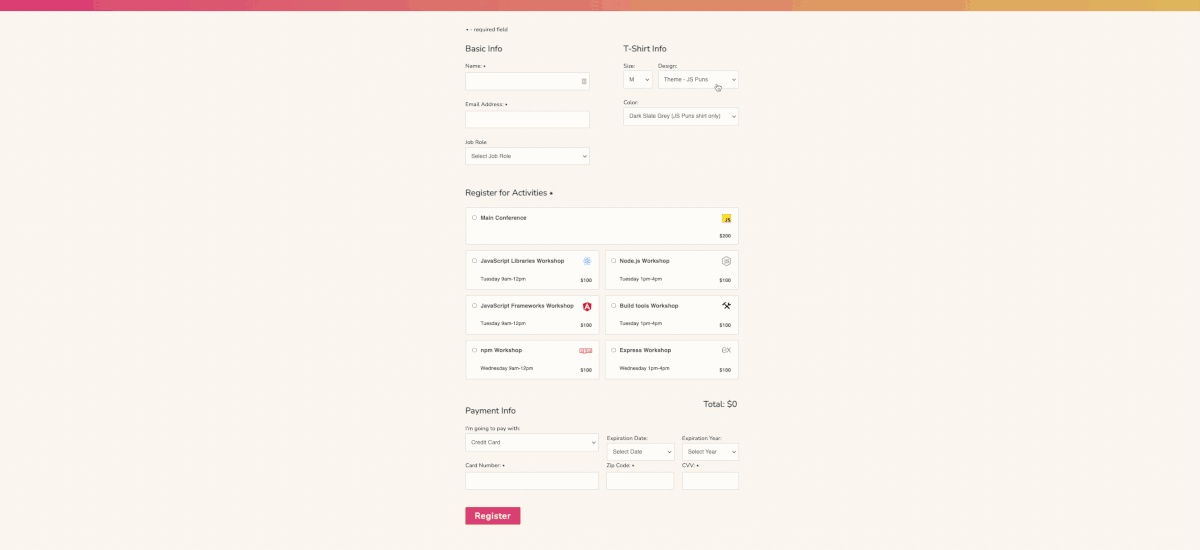 • - required field
Basic Info
Name: •
Email Address: •
Job Role
Select Job Role
T-Shirt Info
Size:
Design:
M
Theme - JS Puns
Color:
Dark Slate Grey (JS Puns shirt only)
Register for Activities •
Main Conference
JS
$200
JavaScript Libraries Workshop
Tuesday 9am-12pm
$100
Node.js Workshop
Tuesday 1pm-4pm
$100
JavaScript Frameworks Workshop
Tuesday 9am-12pm
$100
Build tools Workshop
Tuesday 1pm-4pm
$100
npm Workshop
Wednesday 9am-12pm
$100
Express Workshop
ex
Wednesday 1pm-4pm
$100
Total: $0
Payment Info
I'm going to pay with:
Credit Card
Expiration Date:
Select Date
Expiration Year:
Select Year
Card Number: •
Zip Code: •
CVV: •
Register